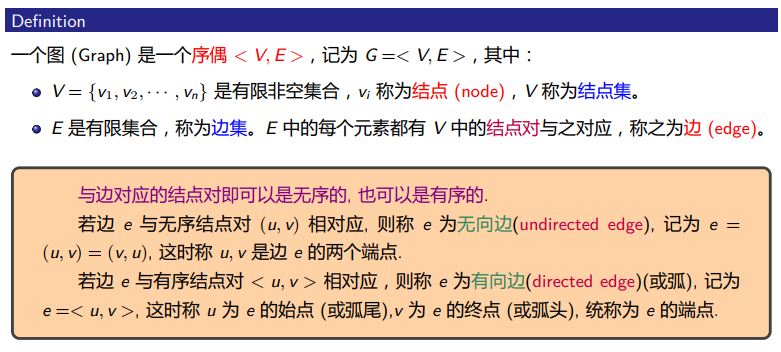 Definition
一个图 (Graph) 是一个序偶 < V, E >，记为 G =< V, E >，其中：
V = {v₁, v₂, · · · , vₙ} 是有限非空集合，vᵢ 称为结点 (node)，V 称为结点集。
E 是有限集合，称为边集。E 中的每个元素都有 V 中的结点对与之对应，称之为边 (edge)。
与边对应的结点对即可以是无序的, 也可以是有序的.
若边 e 与无序结点对 (u, v) 相对应, 则称 e 为无向边(undirected edge), 记为 e =
(u, v) = (v, u), 这时称 u, v 是边 e 的两个端点.
若边 e 与有序结点对 < u, v > 相对应，则称 e 为有向边(directed edge)(或弧), 记为
e =< u, v >, 这时称 u 为 e 的始点 (或弧尾),v 为 e 的终点 (或弧头), 统称为 e 的端点.